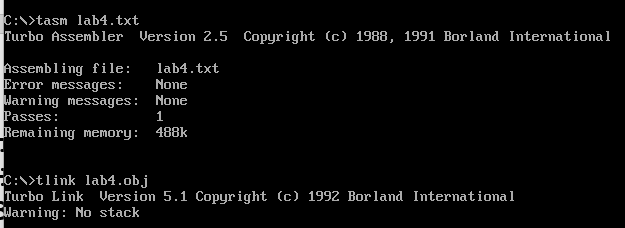 C:\>tasm lab4.txt
Turbo Assembler  Version 2.5  Copyright (c) 1988, 1991 Borland International
Assembling file:   lab4.txt
Error messages:    None
Warning messages:  None
Passes:            1
Remaining memory:  488k
C:\>tlink lab4.obj
Turbo Link  Version 5.1 Copyright (c) 1992 Borland International
Warning: No stack